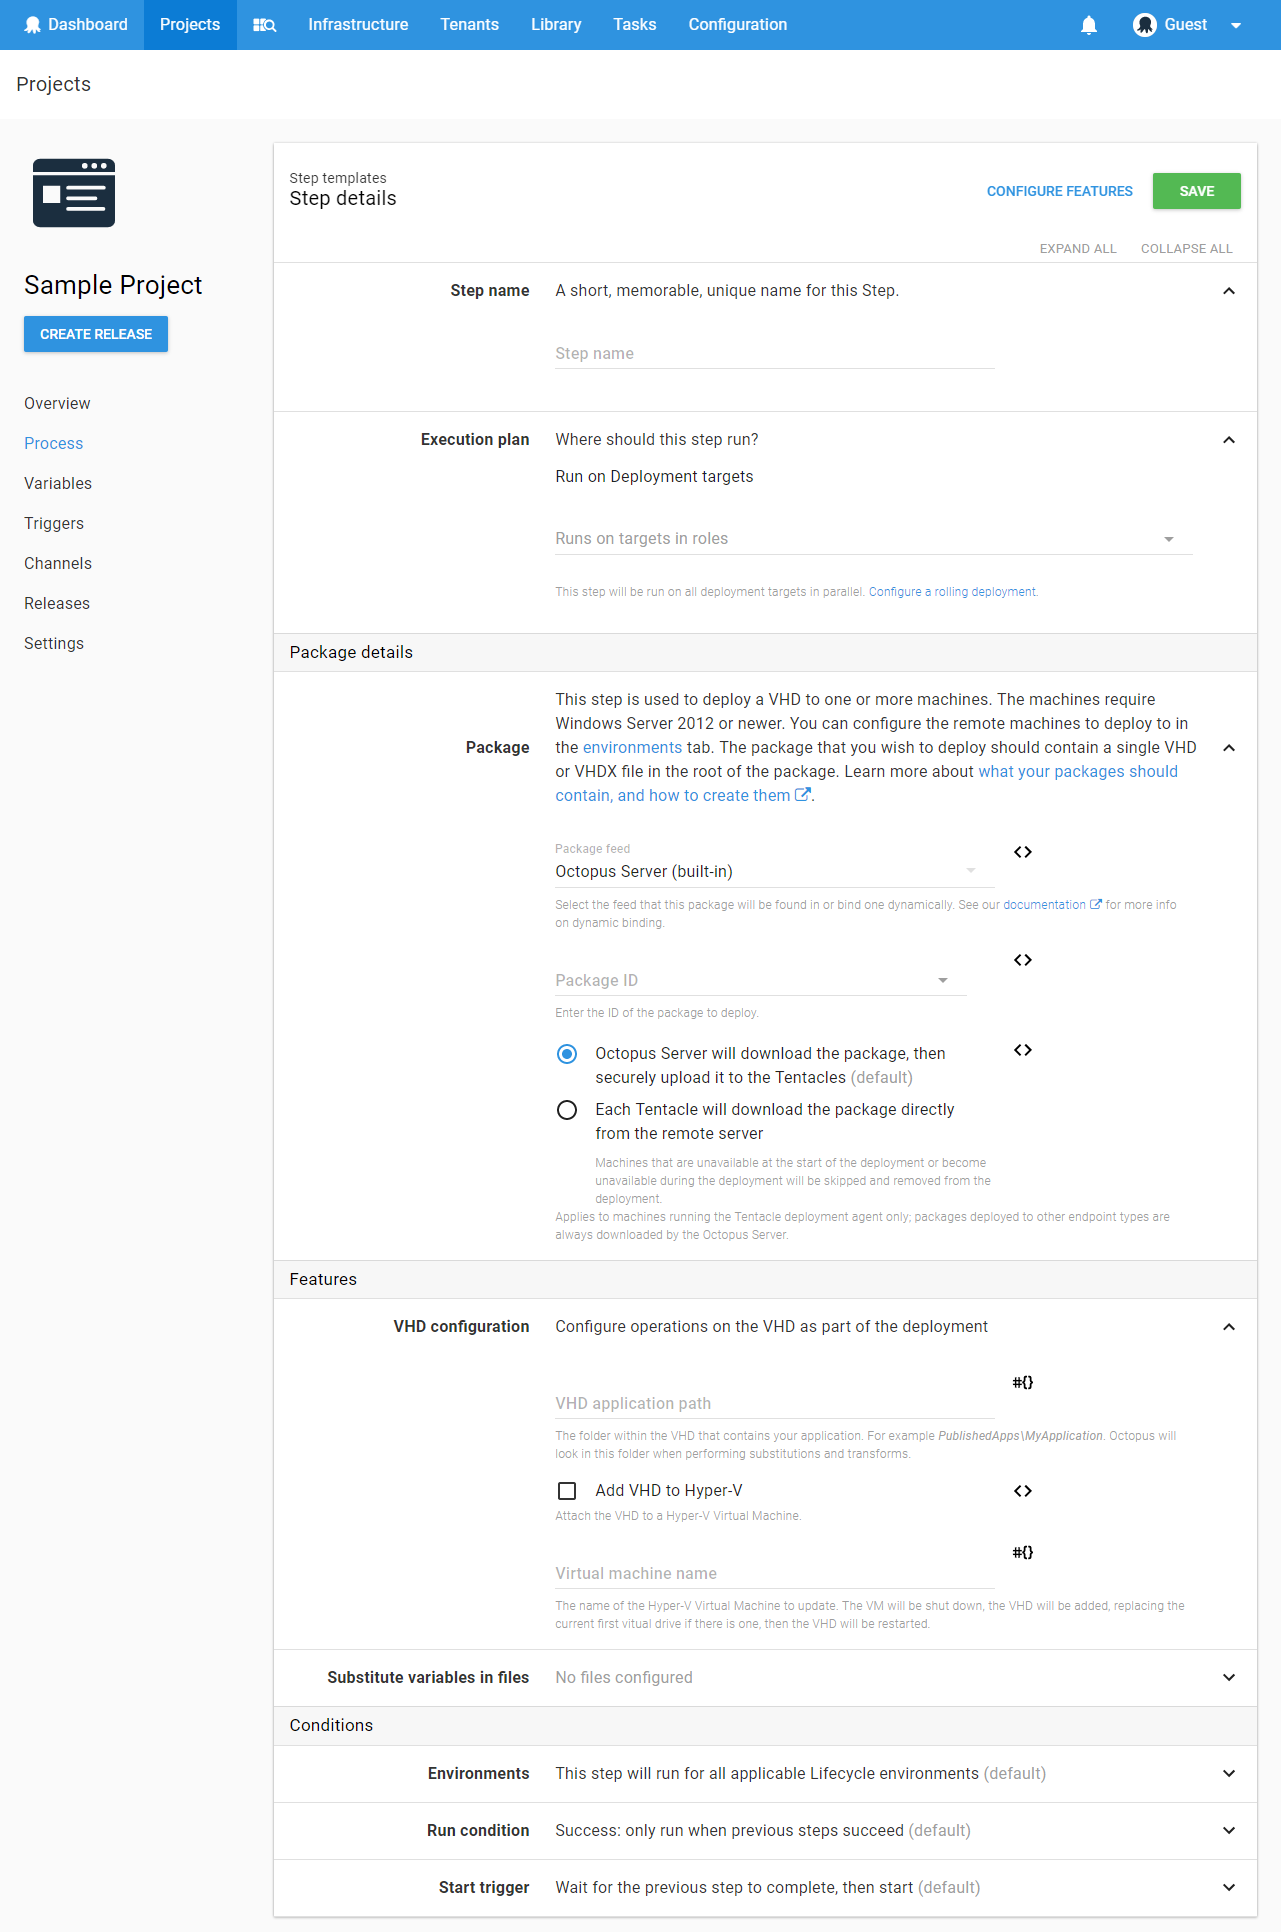 Dashboard
Projects
Infrastructure
Tenants
Library
Tasks
Configuration
Guest
Projects
Sample Project
CREATE RELEASE
Overview
Process
Variables
Triggers
Channels
Releases
Settings
Step templates
Step details
CONFIGURE FEATURES
SAVE
EXPAND ALL
COLLAPSE ALL
Step name
A short, memorable, unique name for this Step.
Step name
Execution plan
Where should this step run?
Run on Deployment targets
Runs on targets in roles
This step will be run on all deployment targets in parallel. Configure a rolling deployment.
Package details
Package
This step is used to deploy a VHD to one or more machines. The machines require
Windows Server 2012 or newer. You can configure the remote machines to deploy to in
the environments tab. The package that you wish to deploy should contain a single VHD
or VHDX file in the root of the package. Learn more about what your packages should
contain, and how to create them .
Package feed
Octopus Server (built-in)
<>
Select the feed that this package will be found in or bind one dynamically. See our documentation for more info
on dynamic binding.
Package ID
<>
Enter the ID of the package to deploy.
Octopus Server will download the package, then
securely upload it to the Tentacles (default)
<>
Each Tentacle will download the package directly
from the remote server
Machines that are unavailable at the start of the deployment or become
unavailable during the deployment will be skipped and removed from the
deployment.
Applies to machines running the Tentacle deployment agent only; packages deployed to other endpoint types are
always downloaded by the Octopus Server.
Features
VHD configuration
Configure operations on the VHD as part of the deployment
VHD application path
#{}
The folder within the VHD that contains your application. For example PublishedApps\MyApplication. Octopus will
look in this folder when performing substitutions and transforms.
Add VHD to Hyper-V
<>
Attach the VHD to a Hyper-V Virtual Machine.
Virtual machine name
#{}
The name of the Hyper-V Virtual Machine to update. The VM will be shut down, the VHD will be added, replacing the
current first vitual drive if there is one, then the VHD will be restarted.
Substitute variables in files
No files configured
Conditions
Environments
This step will run for all applicable Lifecycle environments (default)
Run condition
Success: only run when previous steps succeed (default)
Start trigger
Wait for the previous step to complete, then start (default)